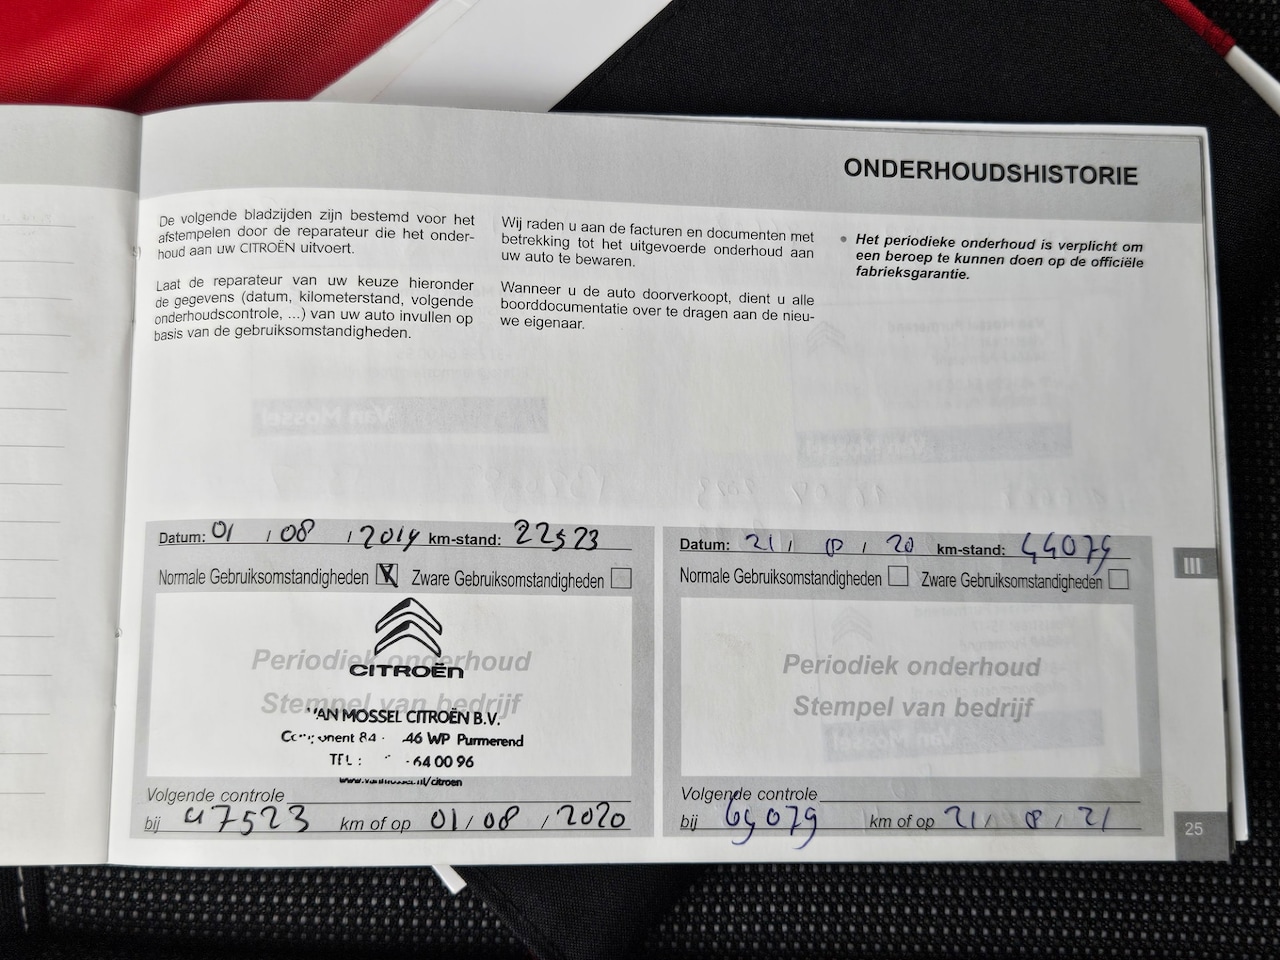 ONDERHOUDSHISTORIE
De volgende bladzijden zijn bestemd voor het
afstempelen door de reparateur die het onder-
houd aan uw CITROËN uitvoert.
Laat de reparateur van uw keuze hieronder
de gegevens (datum, kilometerstand, volgende
onderhoudscontrole, ...) van uw auto invullen op
basis van de gebruiksomstandigheden.
Wij raden u aan de facturen en documenten met
betrekking tot het uitgevoerde onderhoud aan
uw auto te bewaren.
Wanneer u de auto doorverkoopt, dient u alle
boorddocumentatie over te dragen aan de nieu-
we eigenaar.
• Het periodieke onderhoud is verplicht om
een beroep te kunnen doen op de officiële
fabrieksgarantie.
Datum: 01 / 08 / 2019 km-stand: 22523
Normale Gebruiksomstandigheden Zware Gebruiksomstandigheden
Periodiek onderhoud
CITROËN
Stempel van bedrijf
VAN MOSSEL CITROËN B.V.
84 46 WP Purmerend
TEL : 64 00 96
Volgende controle
bij 47523 km of op 01 / 08 / 2020
Datum: 21 / 8 / 20 km-stand: 44079
Normale Gebruiksomstandigheden Zware Gebruiksomstandigheden
Periodiek onderhoud
Stempel van bedrijf
Volgende controle
bij 64079 km of op 21 / 8 / 21
III
25